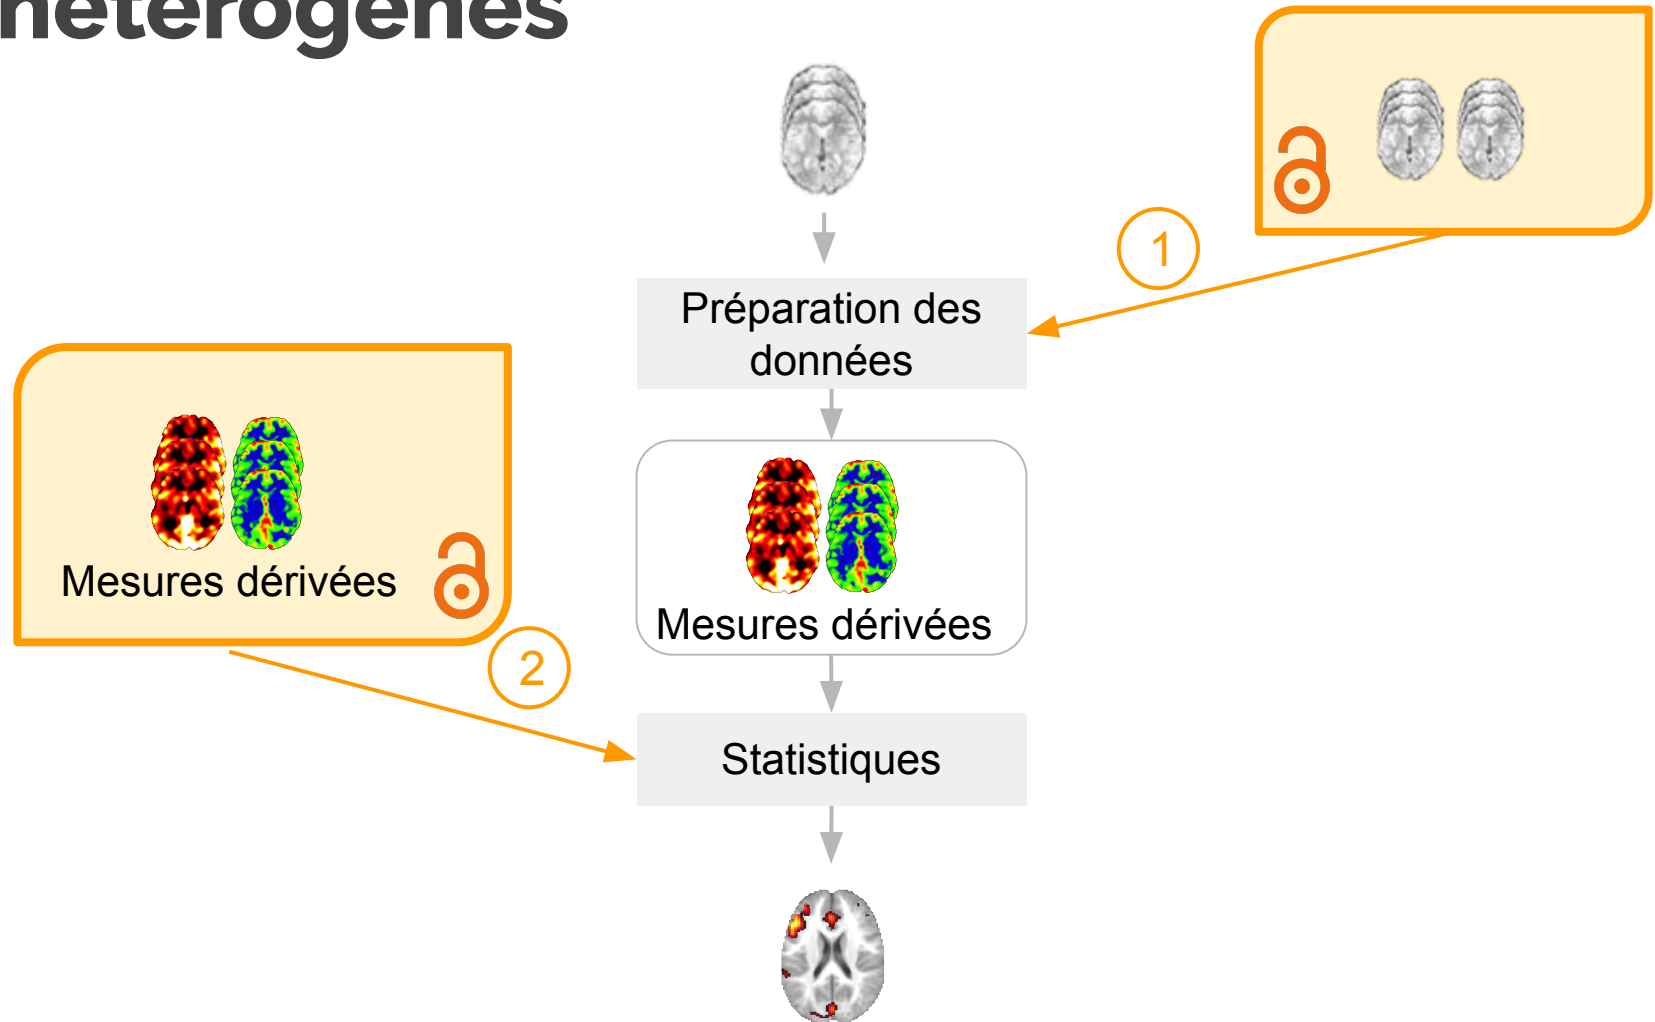 hétérogènes
1
Préparation des
données
Mesures dérivées
Mesures dérivées
2
Statistiques